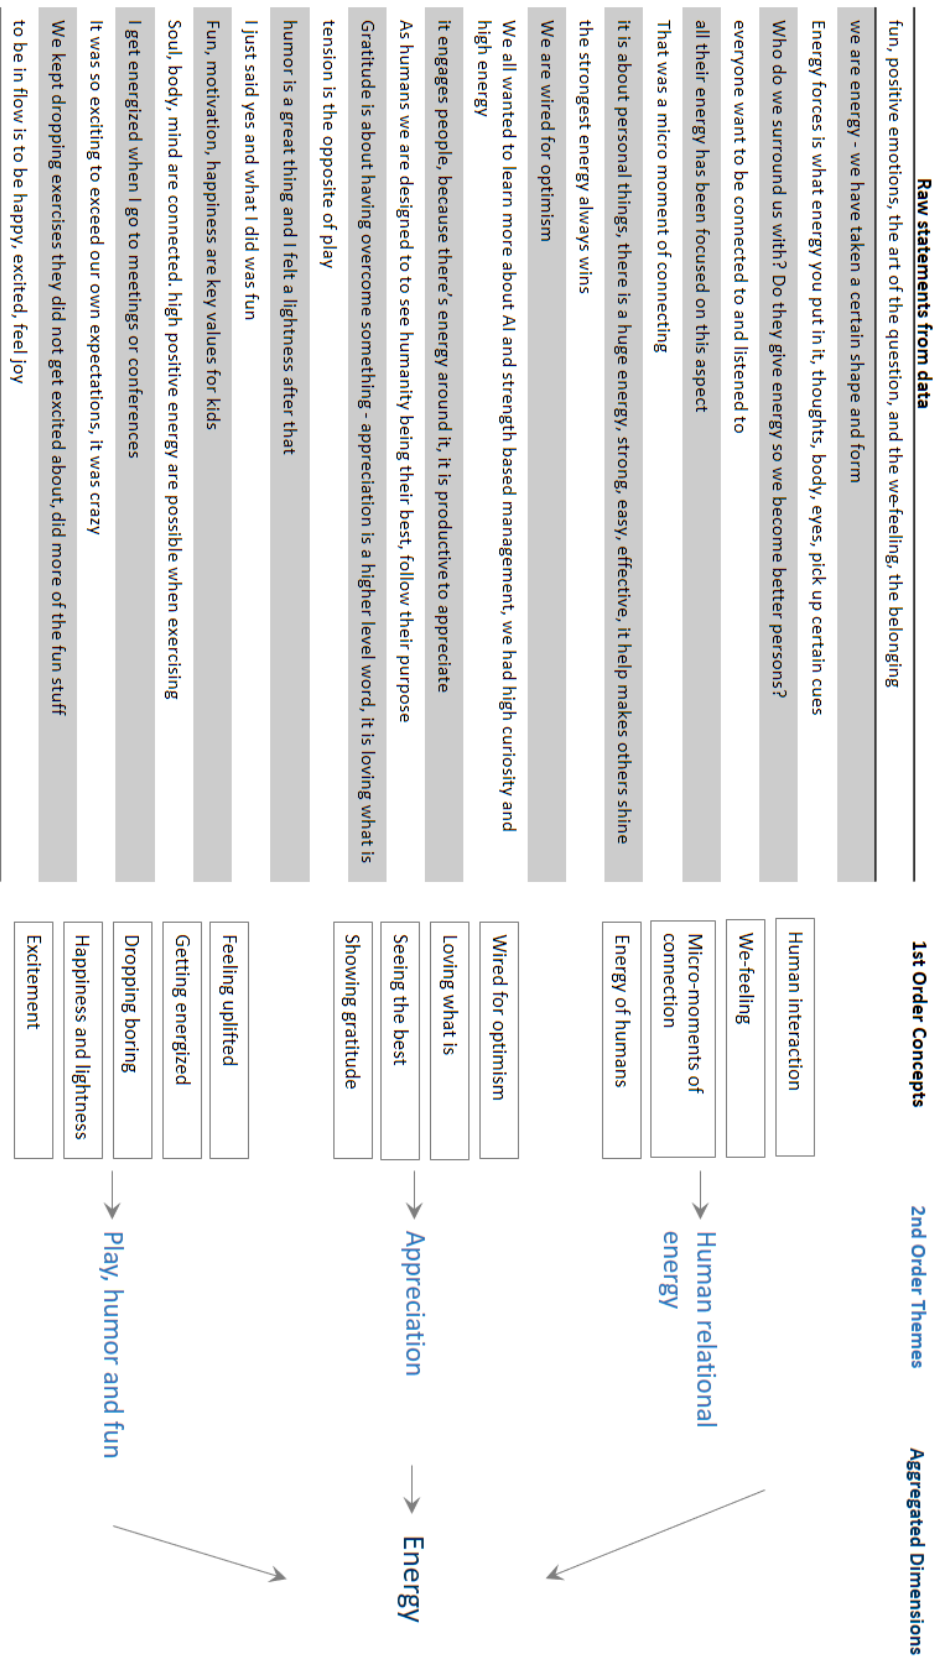 Raw statements from data
fun, positive emotions, the art of the question, and the we-feeling, the belonging
we are energy - we have taken a certain shape and form
Energy forces is what energy you put in it, thoughts, body, eyes, pick up certain cues
Who do we surround us with? Do they give energy so we become better persons?
everyone want to be connected to and listened to
all their energy has been focused on this aspect
That was a micro moment of connecting
it is about personal things, there is a huge energy, strong, easy, effective, it help makes others shine
the strongest energy always wins
We are wired for optimism
We all wanted to learn more about AI and strength based management, we had high curiosity and
high energy
it engages people, because there's energy around it, it is productive to appreciate
As humans we are designed to to see humanity being their best, follow their purpose
Gratitude is about having overcome something - appreciation is a higher level word, it is loving what is
tension is the opposite of play
humor is a great thing and I felt a lightness after that
I just said yes and what I did was fun
Fun, motivation, happiness are key values for kids
Soul, body, mind are connected. high positive energy are possible when exercising
I get energized when I go to meetings or conferences
It was so exciting to exceed our own expectations, it was crazy
We kept dropping exercises they did not get excited about, did more of the fun stuff
to be in flow is to be happy, excited, feel joy
1st Order Concepts
Human interaction
We-feeling
Micro-moments of
connection
Energy of humans
Wired for optimism
Loving what is
Seeing the best
Showing gratitude
Feeling uplifted
Getting energized
Dropping boring
Happiness and lightness
Excitement
2nd Order Themes
Human relational
energy
Appreciation
Play, humor and fun
Aggregated Dimensions
Energy